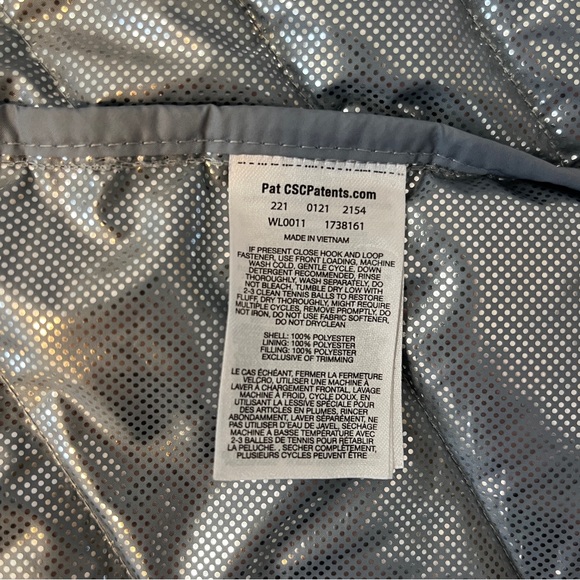 Pat CSCPatents.com
221 0121 2154
WL0011 1738161
MADE IN VIETNAM
IF PRESENT CLOSE HOOK AND LOOP
FASTENER, USE FRONT LOADING, MACHINE
WASH COLD, GENTLE CYCLE, DOWN
DETERGENT RECOMMENDED, RINSE
THOROUGHLY, WASH SEPARATELY, DO
NOT BLEACH. TUMBLE DRY LOW WITH
2-3 CLEAN TENNIS BALLS TO RESTORE
FLUFF, DRY THOROUGHLY, MIGHT REQUIRE
MULTIPLE CYCLES, REMOVE PROMPTLY, DO
NOT IRON, DO NOT USE FABRIC SOFTENER,
DO NOT DRYCLEAN
SHELL: 100% POLYESTER
LINING: 100% POLYESTER
FILLING: 100% POLYESTER
EXCLUSIVE OF TRIMMING
LE CAS ÉCHÉANT, FERMER LA FERMETURE
VELCRO, UTILISER UNE MACHINE À
LAVER À CHARGEMENT FRONTAL, LAVAGE
MACHINE À FROID, CYCLE DOUX, EN
UTILISANT LA LESSIVE SPÉCIALE POUR
DES ARTICLES EN PLUMES, RINCER
ABONDAMMENT, LAVER SÉPARÉMENT, NE
PAS UTILISER D'EAU DE JAVEL, SÉCHAGE
MACHINE À BASSE TEMPÉRATURE AVEC
2-3 BALLES DE TENNIS POUR RÉTABLIR
LA PELUCHE , SÉCHER COMPLÈTEMENT,
PLUSIEURS CYCLES PEUVENT ÊTRE